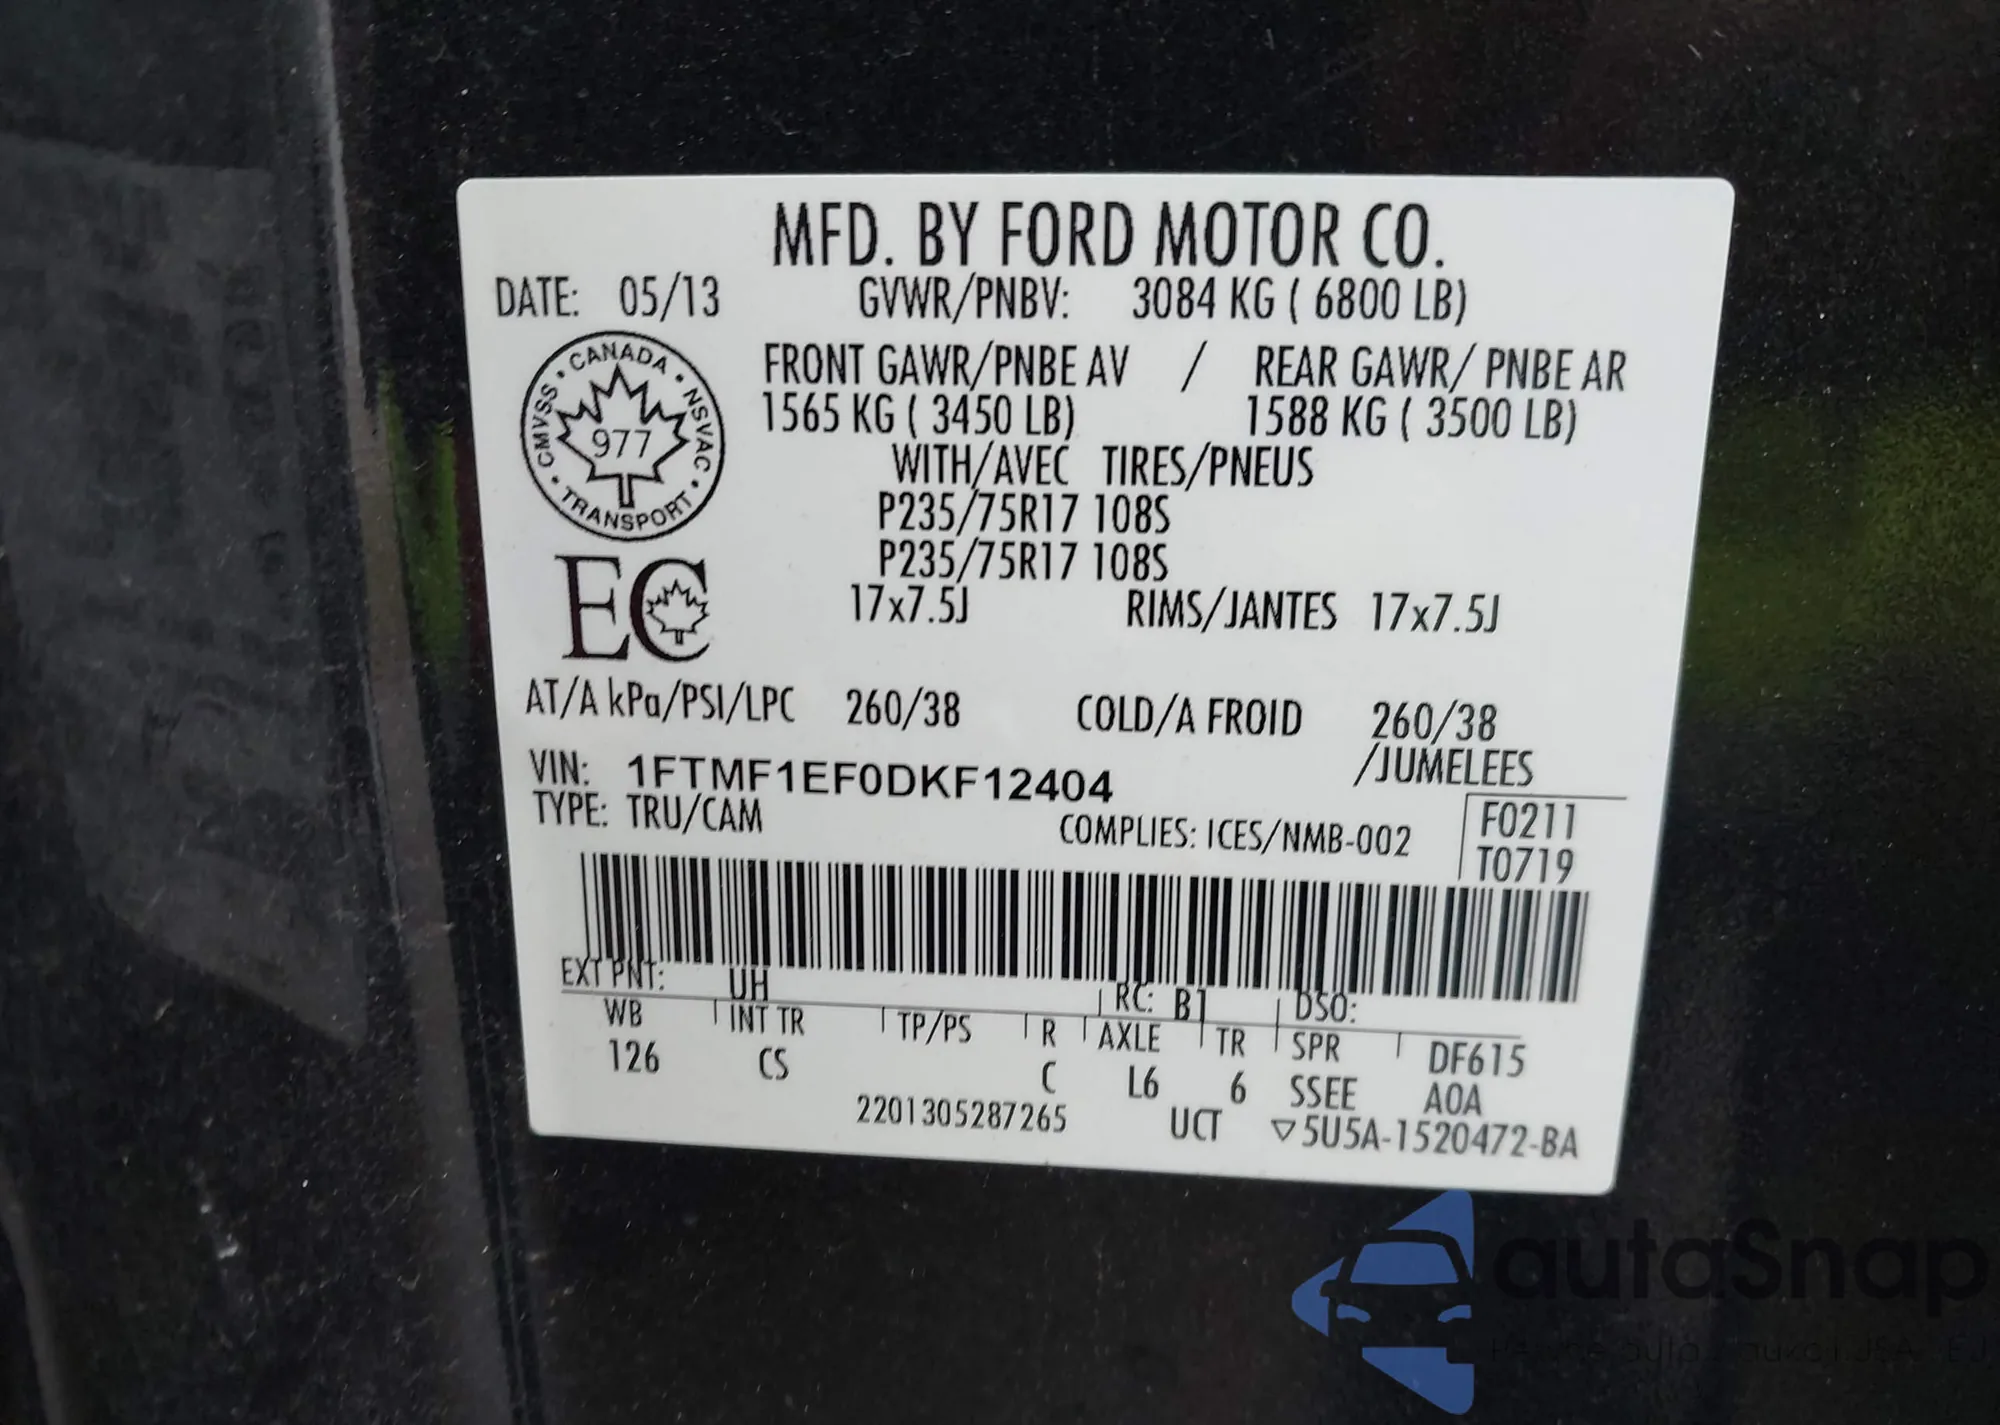 MFD. BY FORD MOTOR CO.
DATE: 05/13 GVWR/PNBV: 3084 KG ( 6800 LB)
CANADA • NSVAC • TRANSPORT • CMVSS •
977
FRONT GAWR/PNBE AV / REAR GAWR/ PNBE AR
1565 KG ( 3450 LB) 1588 KG ( 3500 LB)
WITH/AVEC TIRES/PNEUS
P235/75R17 108S
P235/75R17 108S
EC
17x7.5J RIMS/JANTES 17x7.5J
AT/A kPa/PSI/LPC 260/38 COLD/A FROID 260/38
/JUMELEES
VIN: 1FTMF1EF0DKF12404
TYPE: TRU/CAM
COMPLIES: ICES/NMB-002
F0211
T0719
EXT PNT: UH RC: B1 DSO:
WB INT TR TP/PS R AXLE TR SPR DF615
126 CS C L6 6 SSEE A0A
2201305287265 UCT ▽5U5A-1520472-BA
autaSnap